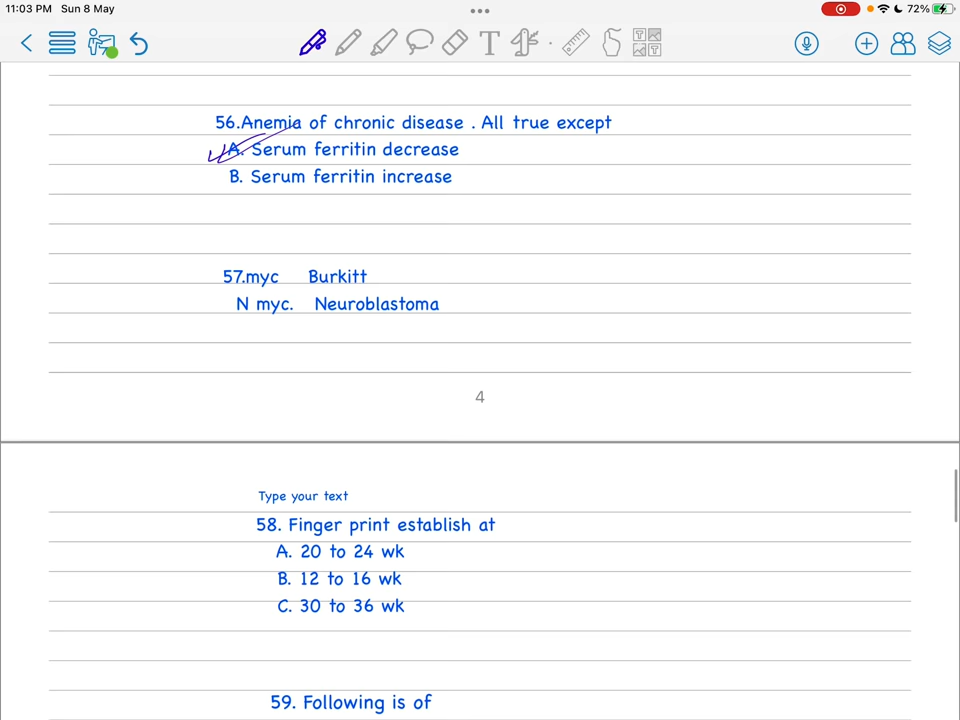 11:03 PM Sun 8 May
72%
56.Anemia of chronic disease . All true except
A. Serum ferritin decrease
B. Serum ferritin increase
57.myc Burkitt
N myc. Neuroblastoma
4
Type your text
58. Finger print establish at
A. 20 to 24 wk
B. 12 to 16 wk
C. 30 to 36 wk
59. Following is of